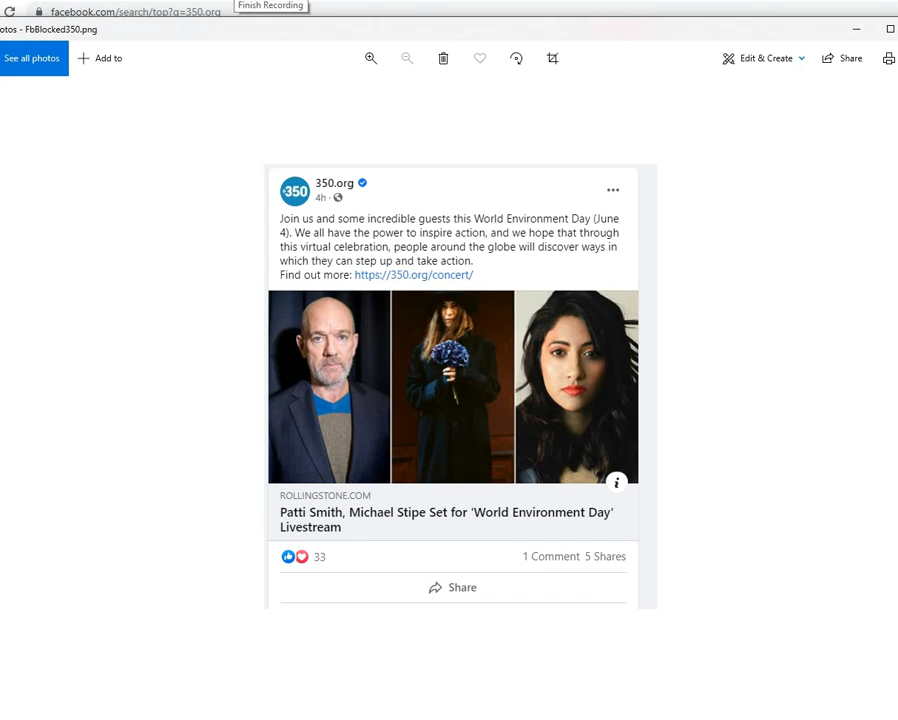 Finish Recording
facebook.com/search/top?q=350.org
otos - FbBlocked350.png
See all photos
Add to
Edit & Create
Share
350
350.org
4h ·
Join us and some incredible guests this World Environment Day (June
4). We all have the power to inspire action, and we hope that through
this virtual celebration, people around the globe will discover ways in
which they can step up and take action.
Find out more: https://350.org/concert/
i
ROLLINGSTONE.COM
Patti Smith, Michael Stipe Set for 'World Environment Day'
Livestream
33
1 Comment 5 Shares
Share